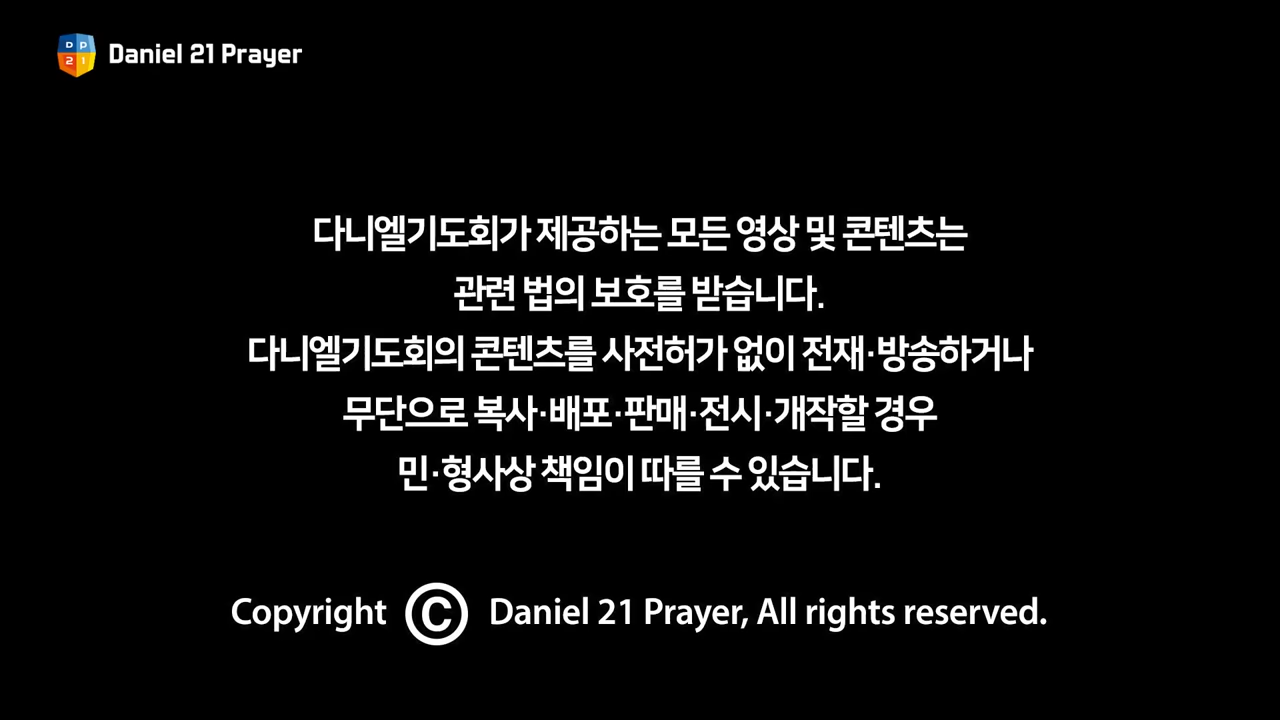 DP
21
Daniel 21 Prayer
다니엘기도회가 제공하는 모든 영상 및 콘텐츠는
관련 법의 보호를 받습니다.
다니엘기도회의 콘텐츠를 사전허가 없이 전재·방송하거나
무단으로 복사·배포·판매·전시·개작할 경우
민·형사상 책임이 따를 수 있습니다.
Copyright © Daniel 21 Prayer, All rights reserved.